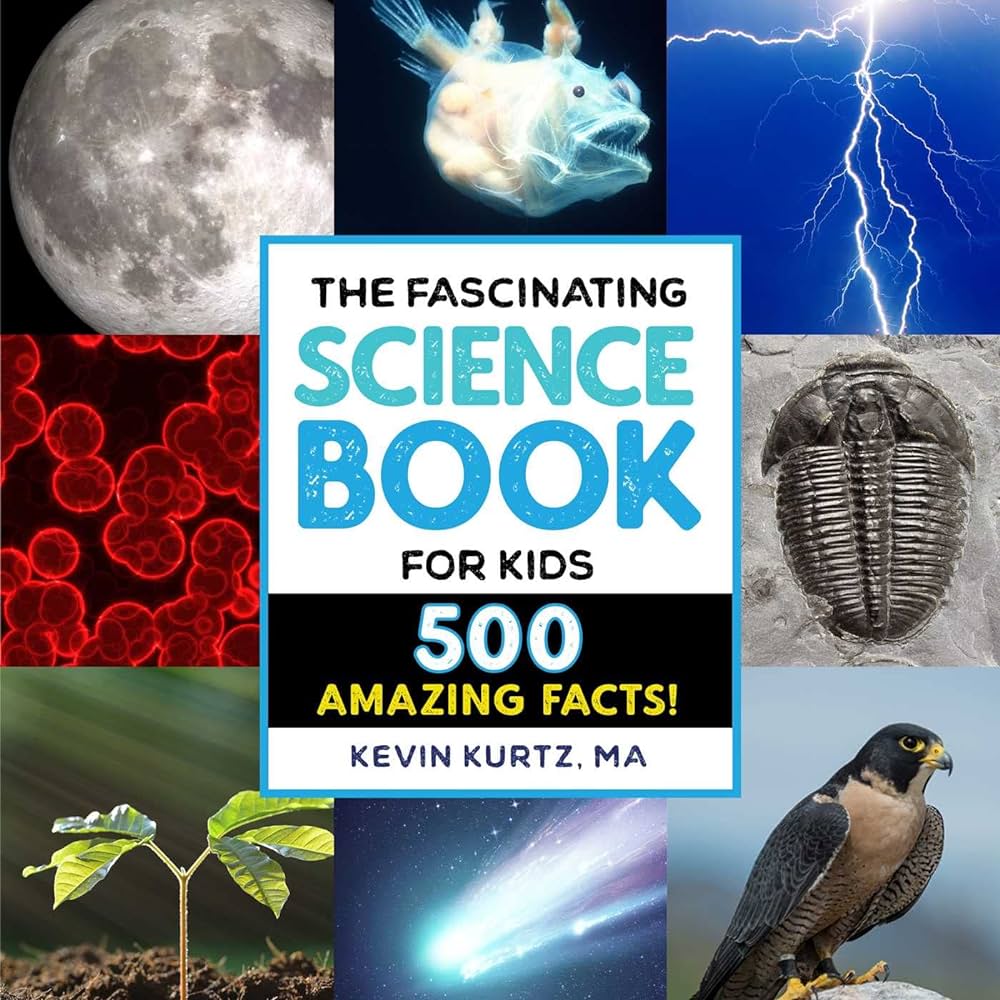 THE FASCINATING
SCIENCE
BOOK
FOR KIDS
500
AMAZING FACTS!
KEVIN KURTZ, MA